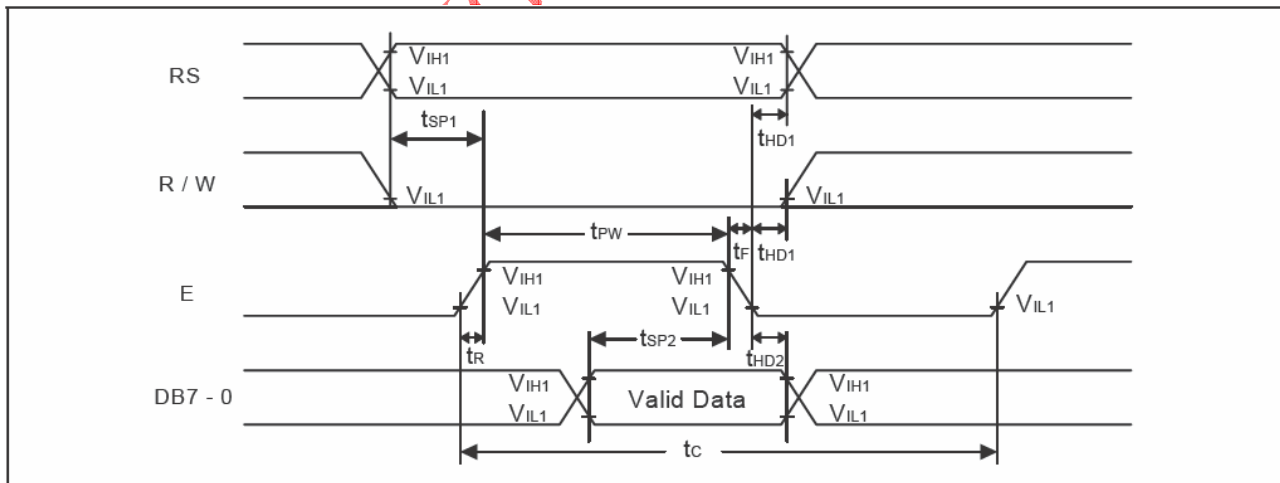 RS
VIH1 VIH1
VIL1 VIL1
tSP1 tHD1
R / W
VIL1 VIL1
tPW tF tHD1
E
VIH1 VIH1
VIL1 VIL1 VIL1
tR tSP2 tHD2
DB7 - 0
VIH1 Valid Data VIH1
VIL1 VIL1
tC